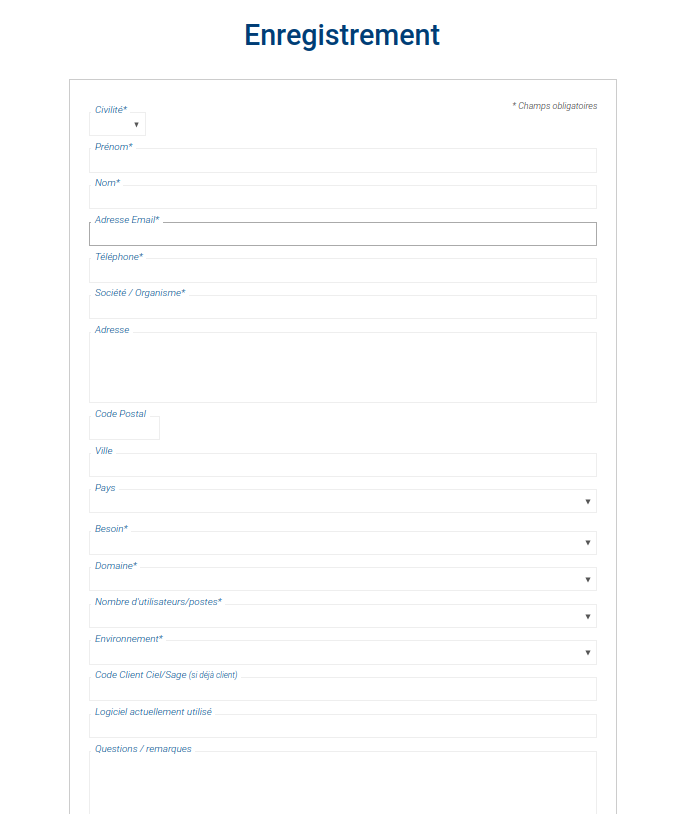 Enregistrement
* Champs obligatoires
Civilité*
Prénom*
Nom*
Adresse Email*
Téléphone*
Société / Organisme*
Adresse
Code Postal
Ville
Pays
Besoin*
Domaine*
Nombre d'utilisateurs/postes*
Environnement*
Code Client Ciel/Sage (si déjà client)
Logiciel actuellement utilisé
Questions / remarques